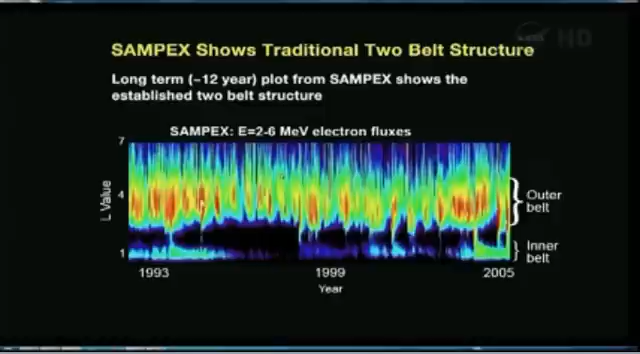 HD
SAMPEX Shows Traditional Two Belt Structure
Long term (~12 year) plot from SAMPEX shows the
established two belt structure
SAMPEX: E=2-6 MeV electron fluxes
7
4
1
L Value
Outer
belt
Inner
belt
1993
1999
2005
Year